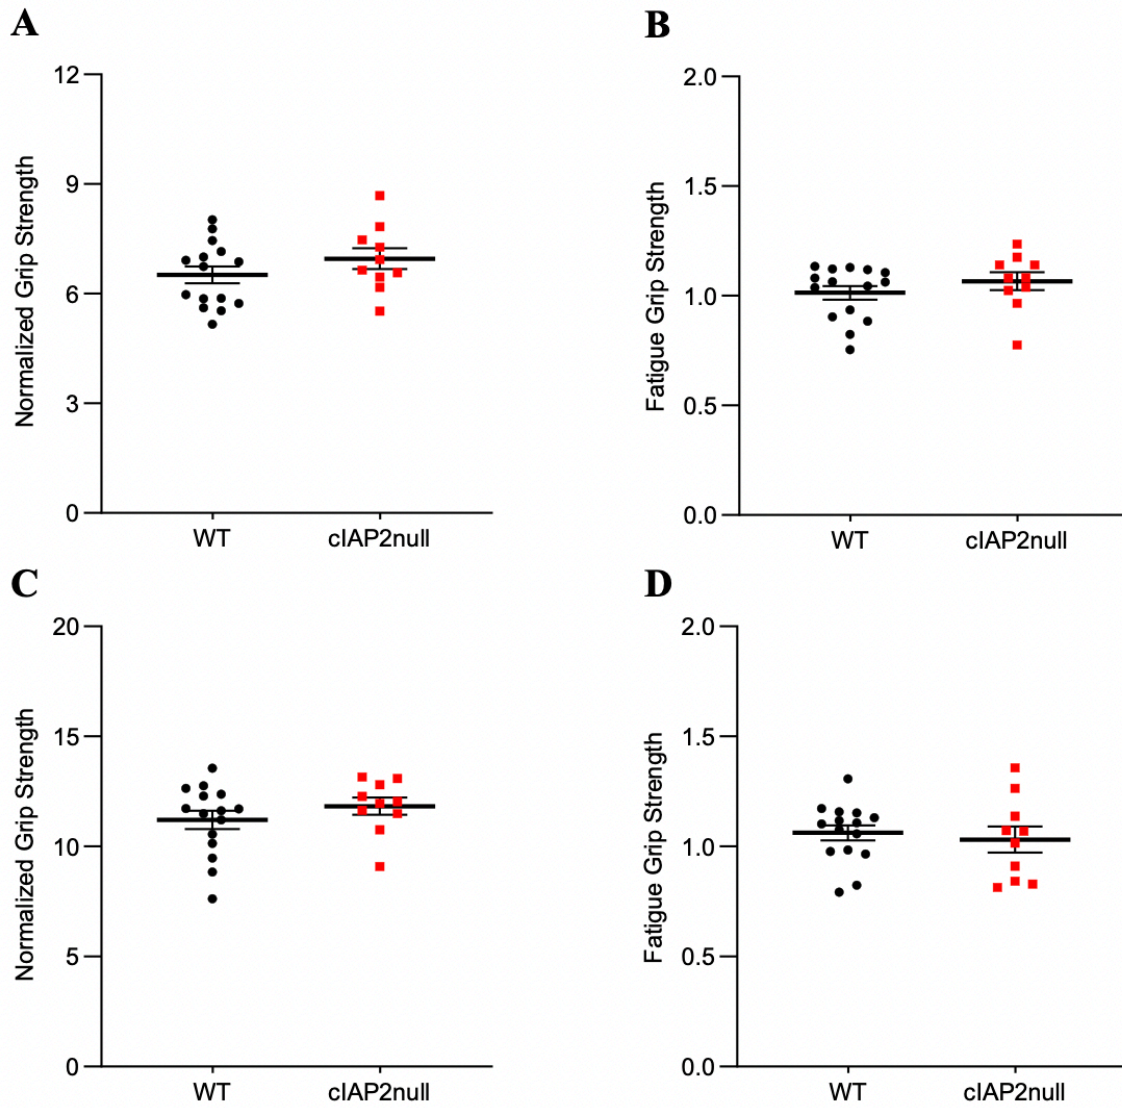 A
Normalized Grip Strength
12
9
6
3
0
WT cIAP2null
B
Fatigue Grip Strength
2.0
1.5
1.0
0.5
0.0
WT cIAP2null
C
Normalized Grip Strength
20
15
10
5
0
WT cIAP2null
D
Fatigue Grip Strength
2.0
1.5
1.0
0.5
0.0
WT cIAP2null